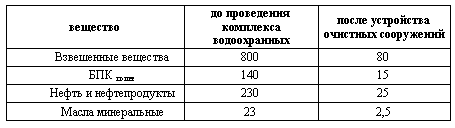 вещество
до проведения
комплекса
водоохранных
после устройства
очистных сооружений
Взвешенные вещества
800
80
БПК полн
140
15
Нефть и нефтепродукты
230
25
Масла минеральные
23
2,5